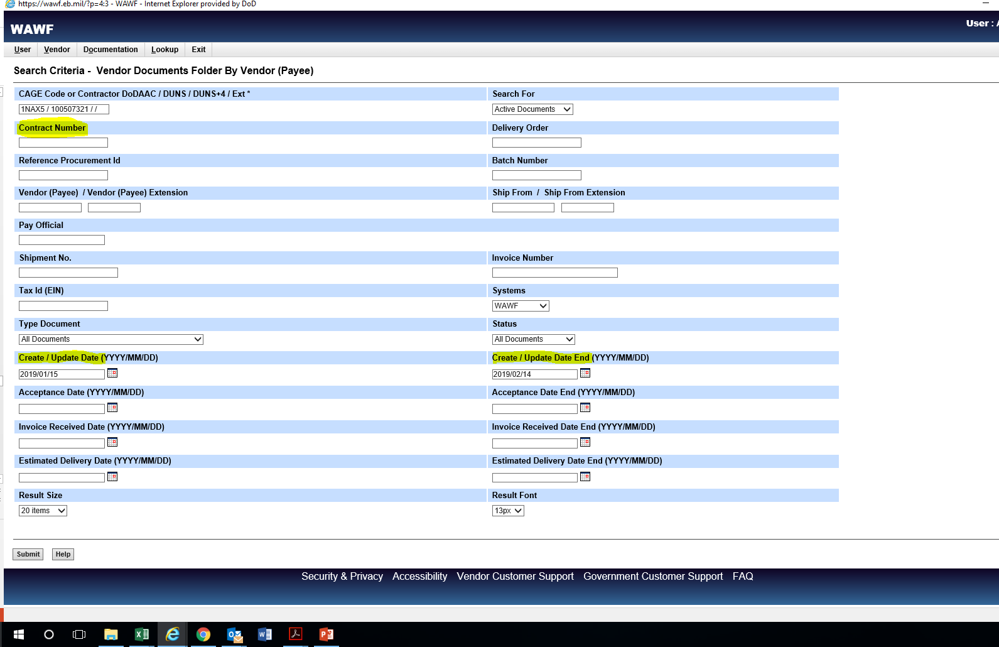 https://wawf.eb.mil/?p=4:3 - WAWF - Internet Explorer provided by DoD
WAWF
User :
User Vendor Documentation Lookup Exit
Search Criteria - Vendor Documents Folder By Vendor (Payee)
CAGE Code or Contractor DoDAAC / DUNS / DUNS+4 / Ext * Search For
1NAX5 / 100507321 / / Active Documents
Contract Number Delivery Order
Reference Procurement Id Batch Number
Vendor (Payee) / Vendor (Payee) Extension Ship From / Ship From Extension
Pay Official
Shipment No. Invoice Number
Tax Id (EIN) Systems
WAWF
Type Document Status
All Documents All Documents
Create / Update Date (YYYY/MM/DD) Create / Update Date End (YYYY/MM/DD)
2019/01/15 2019/02/14
Acceptance Date (YYYY/MM/DD) Acceptance Date End (YYYY/MM/DD)
Invoice Received Date (YYYY/MM/DD) Invoice Received Date End (YYYY/MM/DD)
Estimated Delivery Date (YYYY/MM/DD) Estimated Delivery Date End (YYYY/MM/DD)
Result Size Result Font
20 items 13px
Submit Help
Security & Privacy Accessibility Vendor Customer Support Government Customer Support FAQ